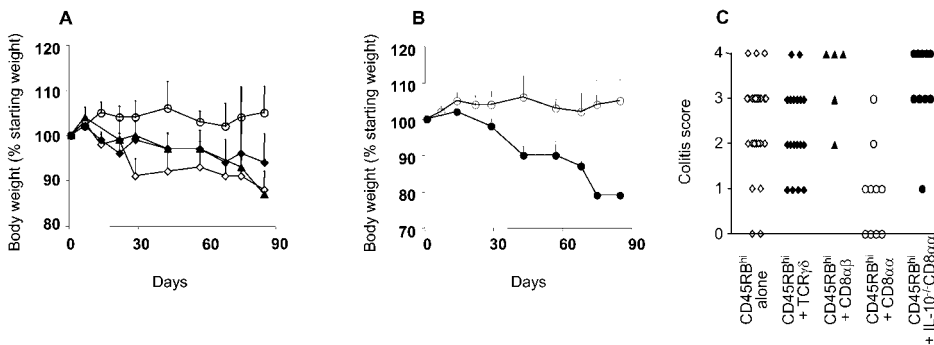 A
B
C
Body weight (% starting weight)
120
110
100
90
80
0
30
60
90
Days
Body weight (% starting weight)
120
110
100
90
80
70
0
30
60
90
Days
Colitis score
4
3
2
1
0
CD45RBhi
alone
CD45RBhi
+ TCRγδ
CD45RBhi
+ CD8αβ
CD45RBhi
+ CD8αα
CD45RBhi
+ IL-10-/-CD8αα